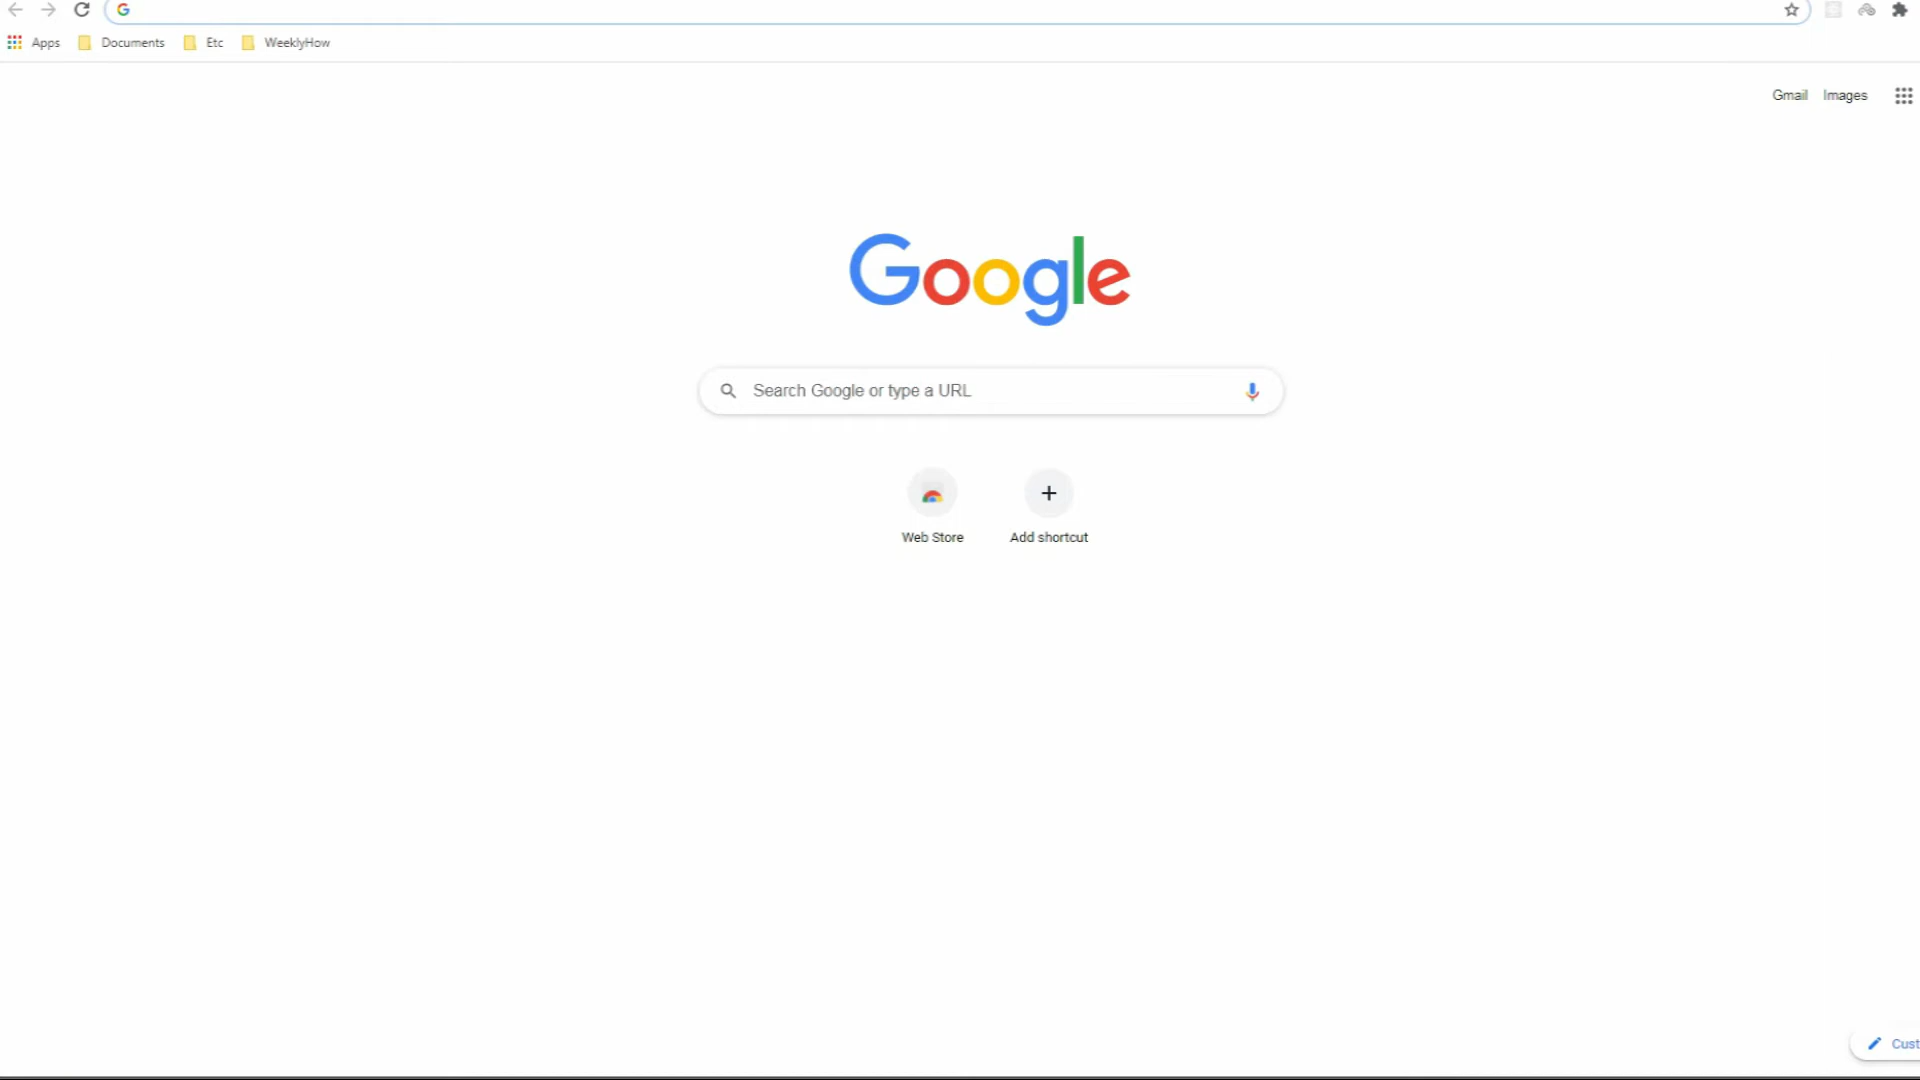 Apps Documents Etc WeeklyHow
Gmail Images
Google
Search Google or type a URL
Web Store Add shortcut
Cust